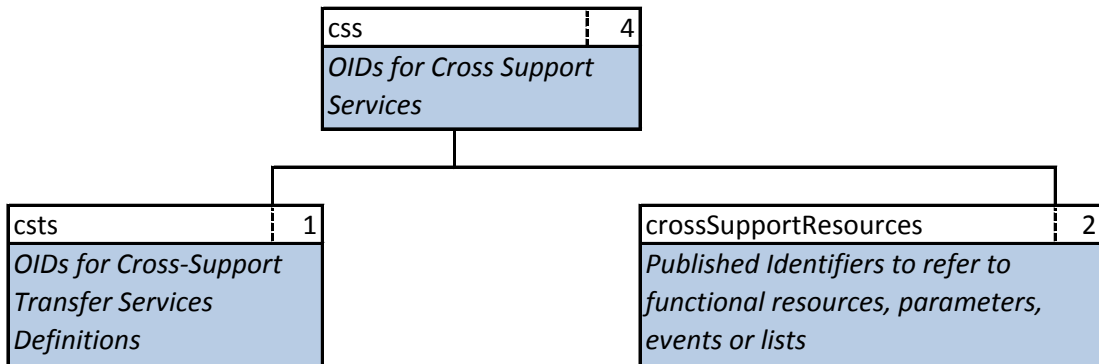 css 4
OIDs for Cross Support
Services
csts 1
OIDs for Cross-Support
Transfer Services
Definitions
crossSupportResources 2
Published Identifiers to refer to
functional resources, parameters,
events or lists